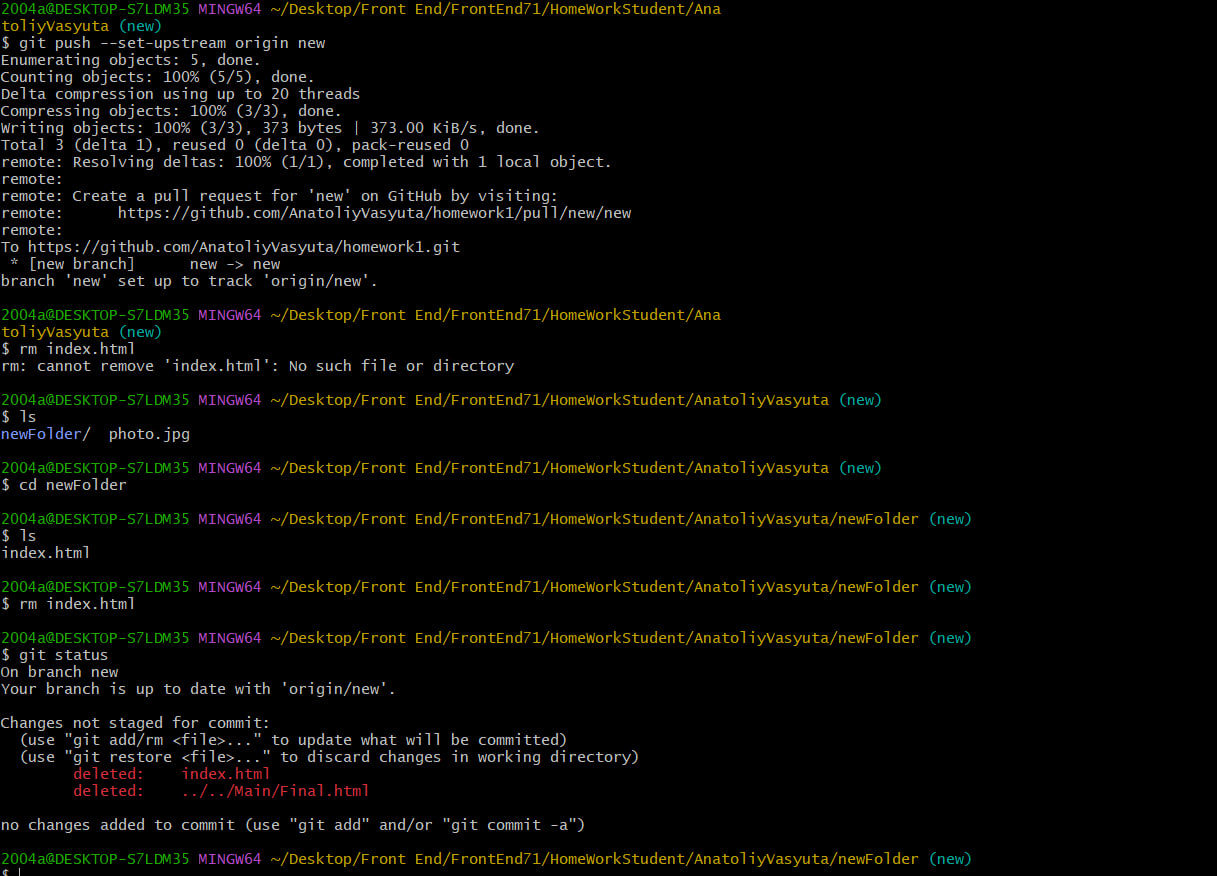 2004a@DESKTOP-S7LDM35 MINGW64 ~/Desktop/Front End/FrontEnd71/HomeWorkStudent/Ana
toliyVasyuta (new)
$ git push --set-upstream origin new
Enumerating objects: 5, done.
Counting objects: 100% (5/5), done.
Delta compression using up to 20 threads
Compressing objects: 100% (3/3), done.
Writing objects: 100% (3/3), 373 bytes | 373.00 KiB/s, done.
Total 3 (delta 1), reused 0 (delta 0), pack-reused 0
remote: Resolving deltas: 100% (1/1), completed with 1 local object.
remote:
remote: Create a pull request for 'new' on GitHub by visiting:
remote:      https://github.com/AnatoliyVasyuta/homework1/pull/new/new
remote:
To https://github.com/AnatoliyVasyuta/homework1.git
 * [new branch]      new -> new
branch 'new' set up to track 'origin/new'.

2004a@DESKTOP-S7LDM35 MINGW64 ~/Desktop/Front End/FrontEnd71/HomeWorkStudent/Ana
toliyVasyuta (new)
$ rm index.html
rm: cannot remove 'index.html': No such file or directory

2004a@DESKTOP-S7LDM35 MINGW64 ~/Desktop/Front End/FrontEnd71/HomeWorkStudent/AnatoliyVasyuta (new)
$ ls
newFolder/  photo.jpg

2004a@DESKTOP-S7LDM35 MINGW64 ~/Desktop/Front End/FrontEnd71/HomeWorkStudent/AnatoliyVasyuta (new)
$ cd newFolder

2004a@DESKTOP-S7LDM35 MINGW64 ~/Desktop/Front End/FrontEnd71/HomeWorkStudent/AnatoliyVasyuta/newFolder (new)
$ ls
index.html

2004a@DESKTOP-S7LDM35 MINGW64 ~/Desktop/Front End/FrontEnd71/HomeWorkStudent/AnatoliyVasyuta/newFolder (new)
$ rm index.html

2004a@DESKTOP-S7LDM35 MINGW64 ~/Desktop/Front End/FrontEnd71/HomeWorkStudent/AnatoliyVasyuta/newFolder (new)
$ git status
On branch new
Your branch is up to date with 'origin/new'.

Changes not staged for commit:
  (use "git add/rm <file>..." to update what will be committed)
  (use "git restore <file>..." to discard changes in working directory)
        deleted:    index.html
        deleted:    ../../Main/Final.html

no changes added to commit (use "git add" and/or "git commit -a")

2004a@DESKTOP-S7LDM35 MINGW64 ~/Desktop/Front End/FrontEnd71/HomeWorkStudent/AnatoliyVasyuta/newFolder (new)
$